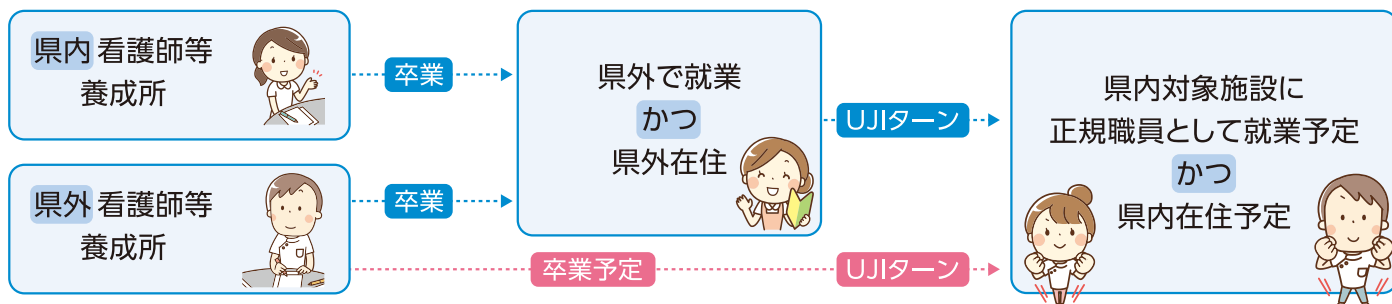 県内 看護師等
養成所
卒業
県外 看護師等
養成所
卒業
県外で就業
かつ
県外在住
UJIターン
卒業予定
UJIターン
県内対象施設に
正規職員として就業予定
かつ
県内在住予定